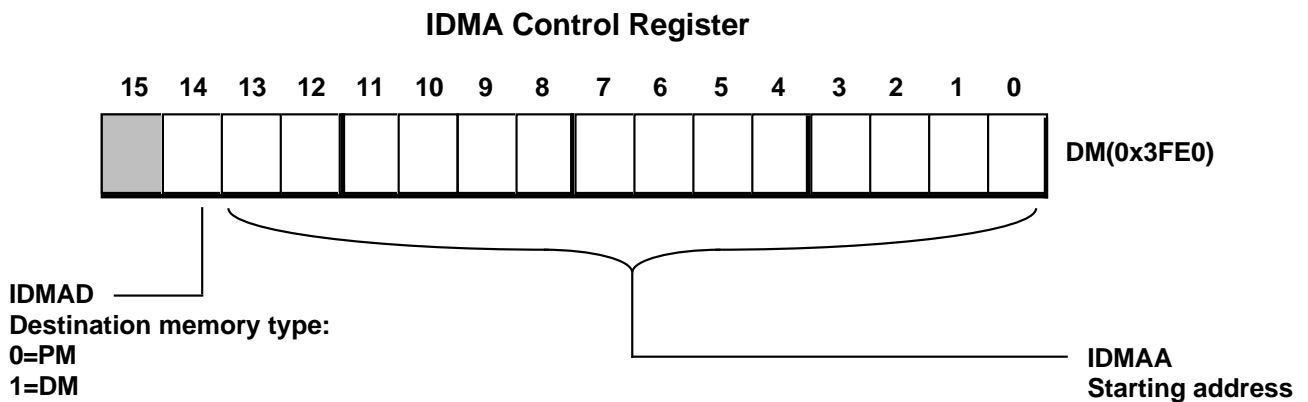 IDMA Control Register
15 14 13 12 11 10 9 8 7 6 5 4 3 2 1 0
DM(0x3FE0)
IDMAD
Destination memory type:
0=PM
1=DM
IDMAA
Starting address